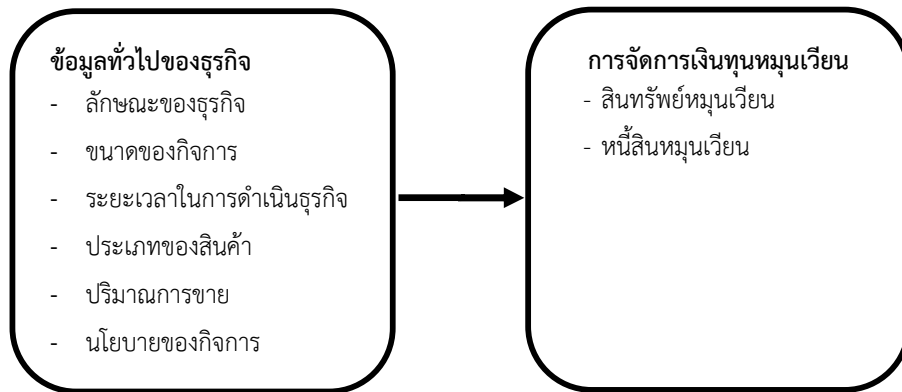 ข้อมูลทั่วไปของธุรกิจ
- ลักษณะของธุรกิจ
- ขนาดของกิจการ
- ระยะเวลาในการดำเนินธุรกิจ
- ประเภทของสินค้า
- ปริมาณการขาย
- นโยบายของกิจการ
การจัดการเงินทุนหมุนเวียน
- สินทรัพย์หมุนเวียน
- หนี้สินหมุนเวียน